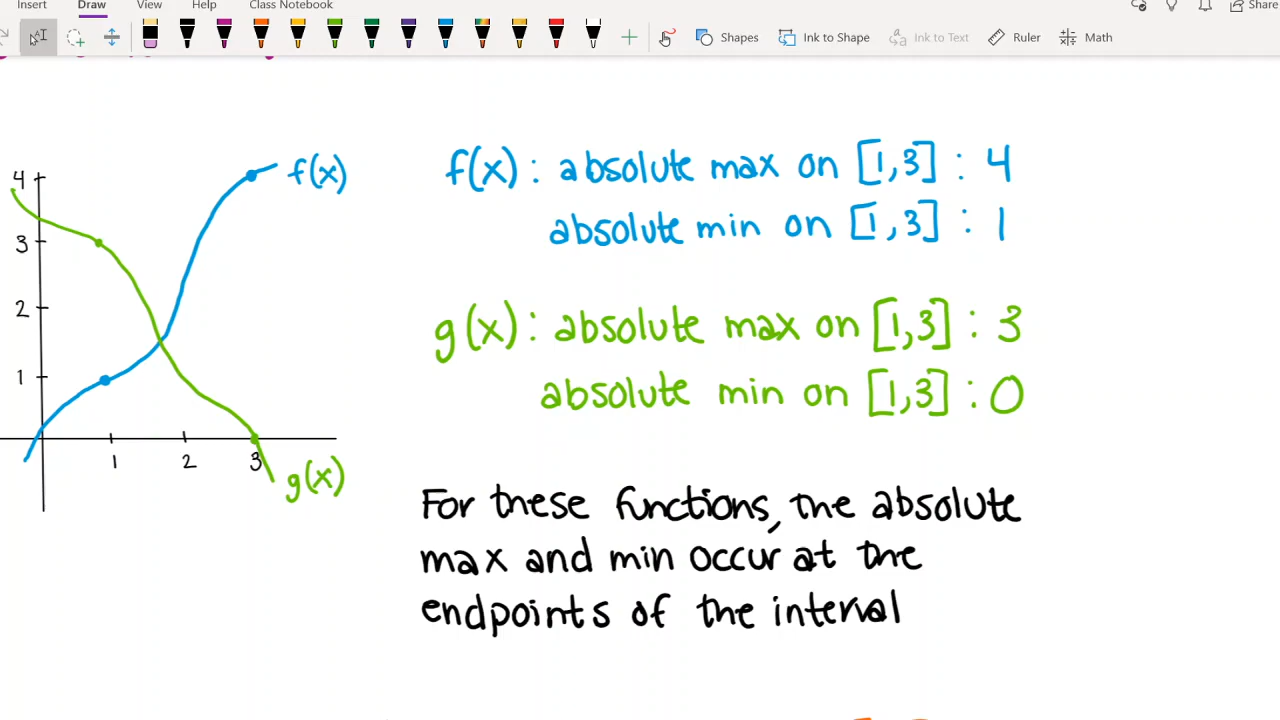 Insert Draw View Help Class Notebook Share
Shapes Ink to Shape Ink to Text Ruler Math
f(x) : absolute max on [1,3] : 4
absolute min on [1,3] : 1
g(x) : absolute max on [1,3] : 3
absolute min on [1,3] : 0
For these functions, the absolute
max and min occur at the
endpoints of the interval
4
3
2
1
1 2 3
f(x)
g(x)